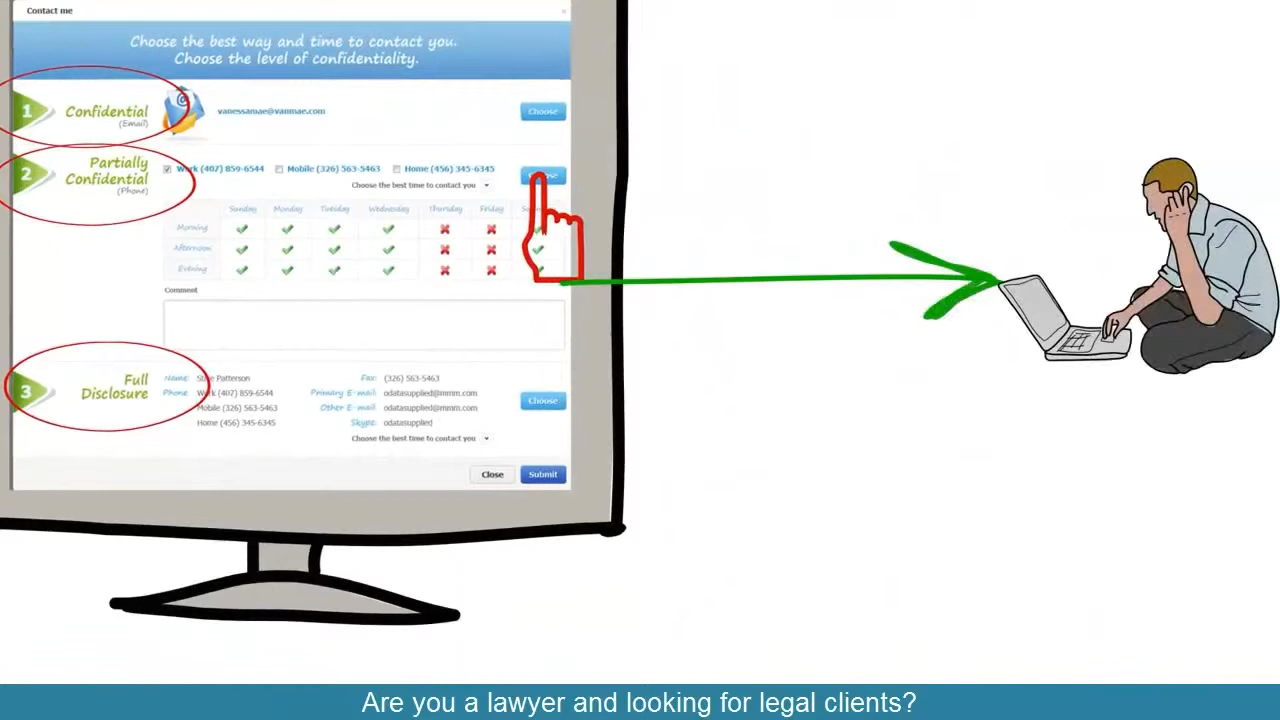 Contact me
Choose the best way and time to contact you.
Choose the level of confidentiality.
1 Confidential
(Email)
vanessamae@vanmae.com
Choose
2 Partially
Confidential
(Phone)
Work (407) 859-6544 Mobile (326) 563-5463 Home (456) 345-6345
Choose the best time to contact you
Sunday Monday Tuesday Wednesday Thursday Friday
Morning
Afternoon
Evening
Comment
3 Full
Disclosure
Name: Patterson
Phone: Work (407) 859-6544
Mobile (326) 563-5463
Home (456) 345-6345
Fax: (326) 563-5463
Primary E-mail: odatasupplied@mmm.com
Other E-mail: odatasupplied@mmm.com
Skype: odatasupplied
Choose the best time to contact you
Choose
Close Submit
Are you a lawyer and looking for legal clients?